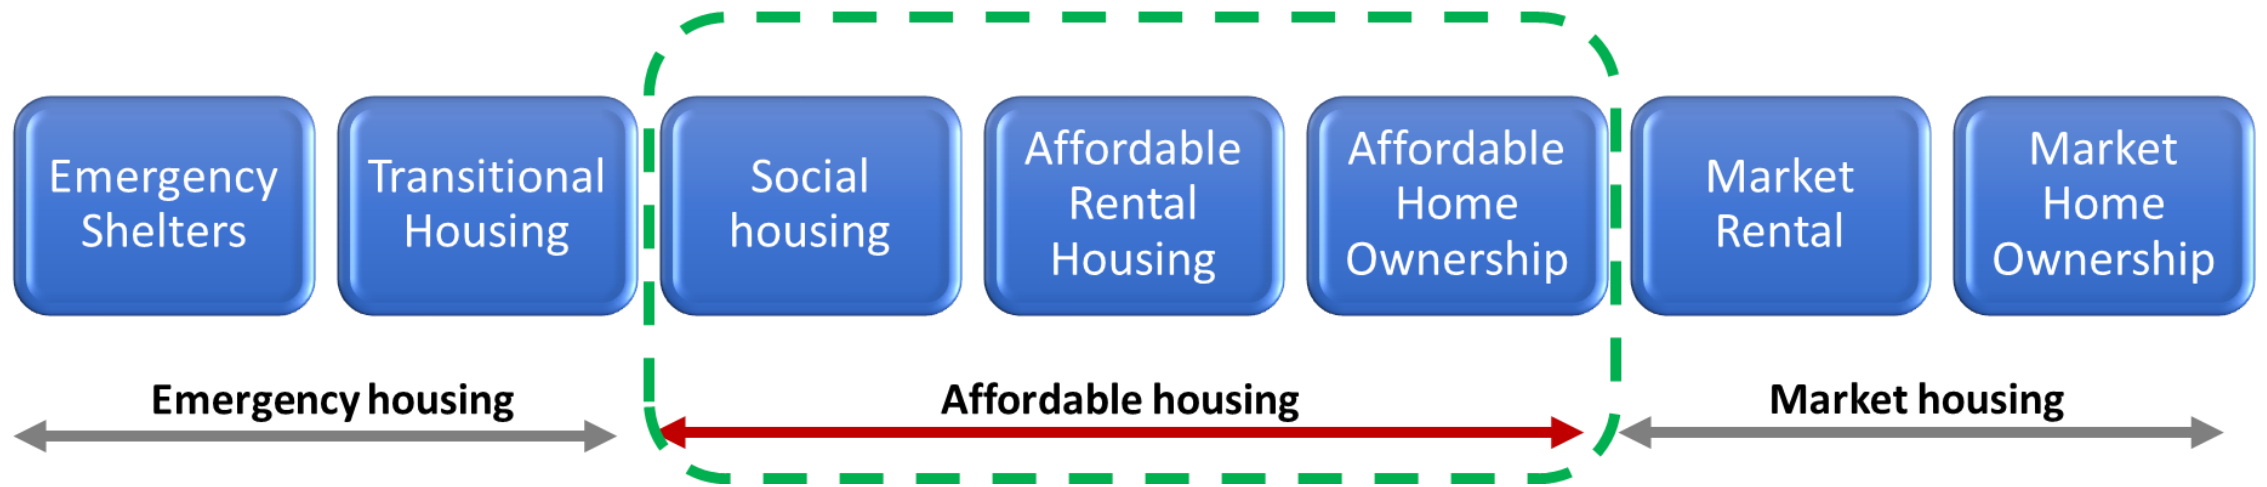 Emergency
Shelters
Transitional
Housing
Social
housing
Affordable
Rental
Housing
Affordable
Home
Ownership
Market
Rental
Market
Home
Ownership
Emergency housing
Affordable housing
Market housing